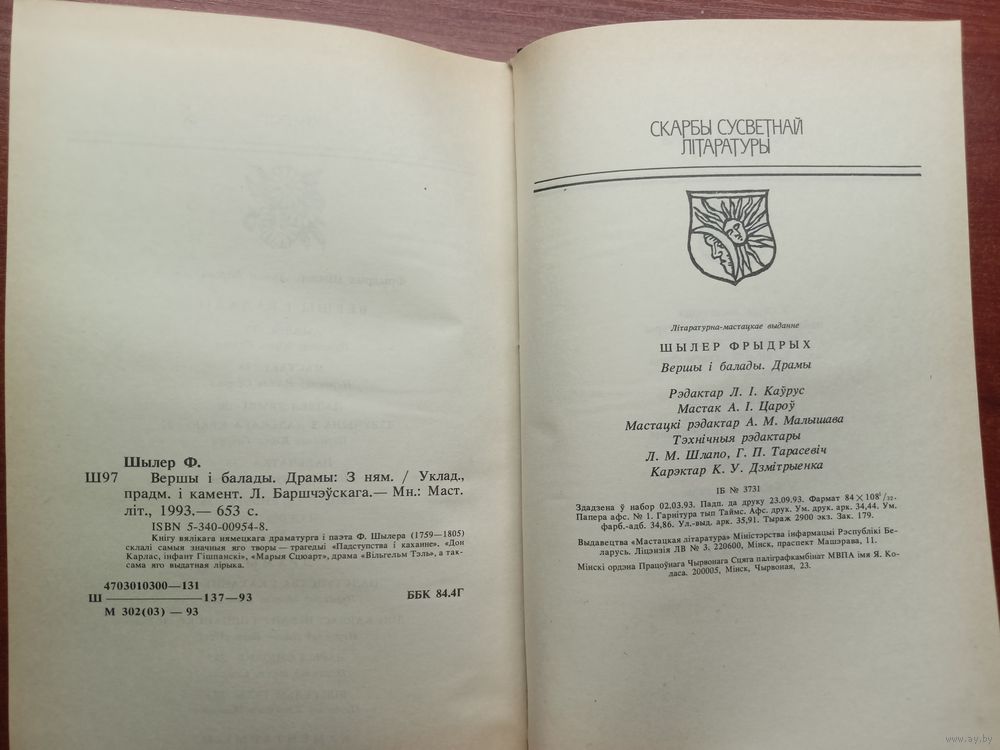 Шылер Ф.
Ш97 Вершы і балады. Драмы: З ням. / Уклад.,
прадм. і камент. Л. Баршчэўскага.— Мн.: Маст.
літ., 1993.— 653 с.
ISBN 5-340-00954-8.
Кнігу вялікага нямецкага драматурга і паэта Ф. Шылера (1759—1805)
склалі самыя значныя яго творы — трагедыі «Падступства і каханне», «Дон
Карлас, інфант Гішпанскі», «Марыя Сцюарт», драма «Вільгельм Тэль», а так-
сама яго выдатная лірыка.
4703010300—131
Ш ————— 137—93
М 302(03) — 93
ББК 84.4Г
СКАРБЫ СУСВЕТНАЙ
ЛІТАРАТУРЫ
Літаратурна-мастацкае выданне
ШЫЛЕР ФРЫДРЫХ
Вершы і балады. Драмы
Рэдактар Л. І. Каўрус
Мастак А. І. Цароў
Мастацкі рэдактар А. М. Малышава
Тэхнічныя рэдактары
Л. М. Шлапо, Г. П. Тарасевіч
Карэктар К. У. Дзмітрыенка
ІБ № 3731
Здадзена ў набор 02.03.93. Падп. да друку 23.09.93. Фармат 84×108¹/₃₂.
Папера афс. № 1. Гарнітура тып Таймс. Афс. друк. Ум. друк. арк. 34,44. Ум.
фарб.-адб. 34,86. Ул.-выд. арк. 35,91. Тыраж 2900 экз. Зак. 179.
Выдавецтва «Мастацкая літаратура» Міністэрства інфармацыі Рэспублікі Бе-
ларусь. Ліцэнзія ЛВ № 3. 220600, Мінск, праспект Машэрава, 11.
Мінскі ордэна Працоўнага Чырвонага Сцяга паліграфкамбінат МВПА імя Я. Ко-
ласа. 200005, Мінск, Чырвоная, 23.
www.ay.by